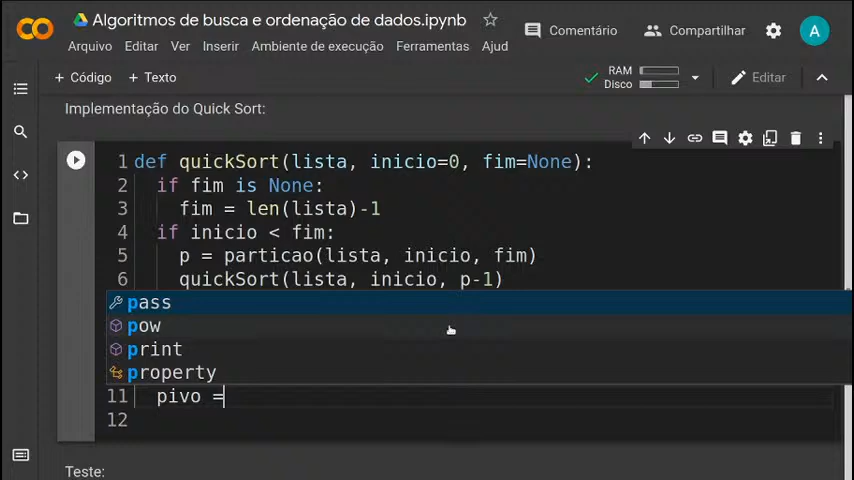 Algoritmos de busca e ordenação de dados.ipynb
Comentário
Compartilhar
A
Arquivo Editar Ver Inserir Ambiente de execução Ferramentas Ajud
+ Código + Texto
RAM
Disco
Editar
Implementação do Quick Sort:
1 def quickSort(lista, inicio=0, fim=None):
2 if fim is None:
3 fim = len(lista)-1
4 if inicio < fim:
5 p = particao(lista, inicio, fim)
6 quickSort(lista, inicio, p-1)
pass
pow
print
property
11 pivo =
12
Teste: